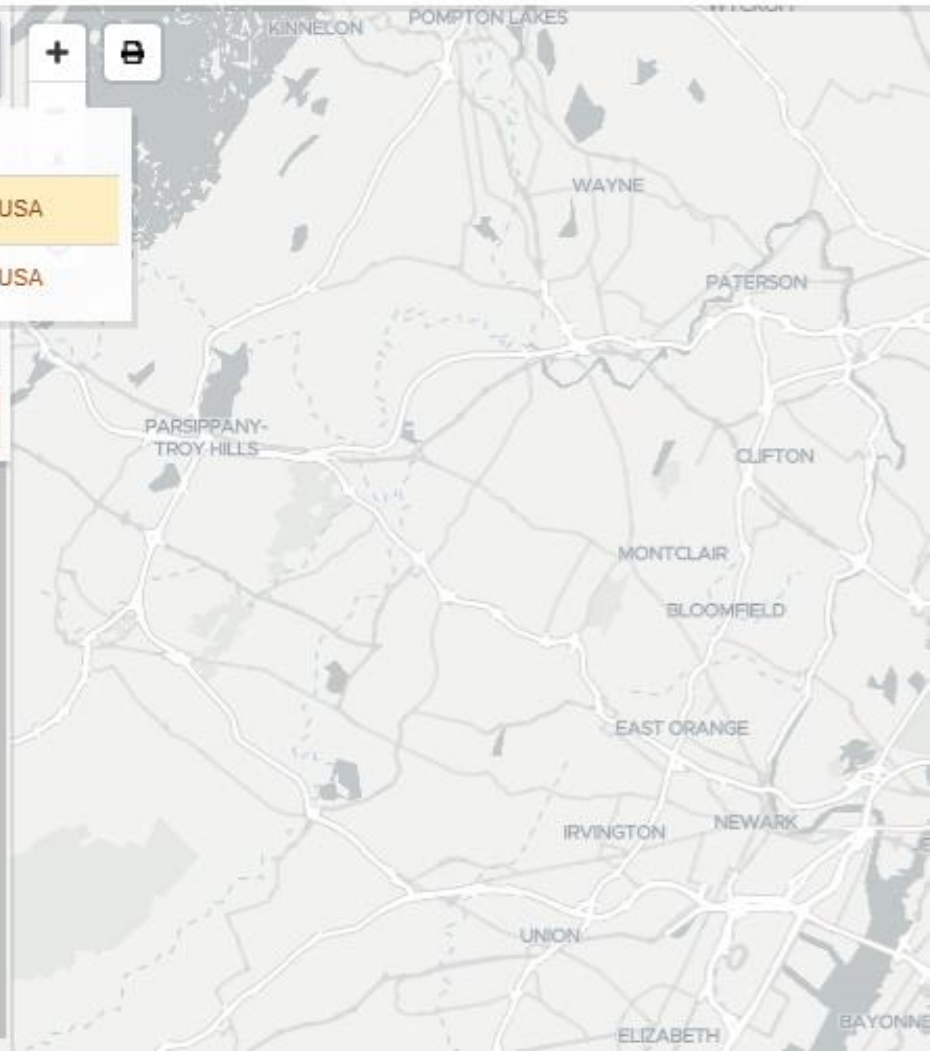 KINNELON
POMPTON LAKES
WYCKOFF
+
USA
USA
WAYNE
PATERSON
PARSIPPANY-
TROY HILLS
CLIFTON
MONTCLAIR
BLOOMFIELD
EAST ORANGE
IRVINGTON
NEWARK
UNION
ELIZABETH
BAYONNE